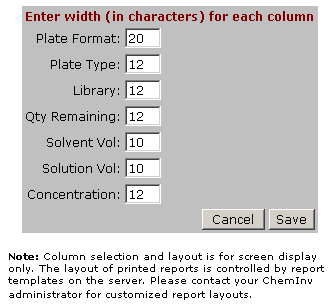 Enter width (in characters) for each column
Plate Format: 20
Plate Type: 12
Library: 12
Qty Remaining: 12
Solvent Vol: 10
Solution Vol: 10
Concentration: 12
Cancel Save
Note: Column selection and layout is for screen display
only. The layout of printed reports is controlled by report
templates on the server. Please contact your ChemInv
administrator for customized report layouts.